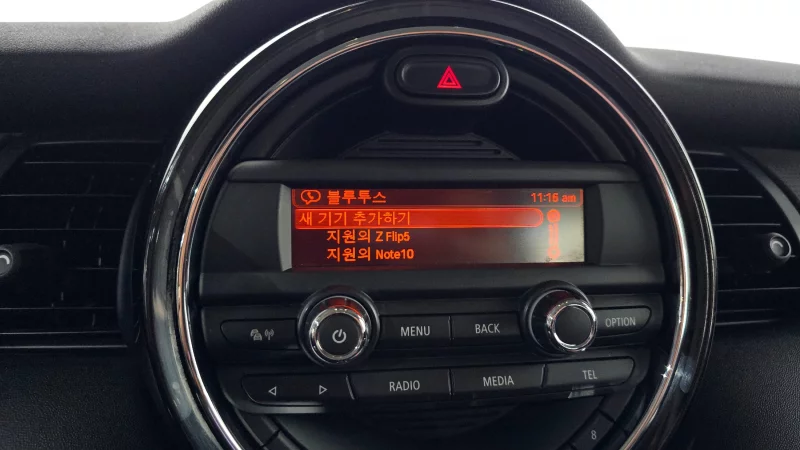 블루투스 11:15 am
새 기기 추가하기
지원의 Z Flip5
지원의 Note10
MENU BACK OPTION
RADIO MEDIA TEL
8